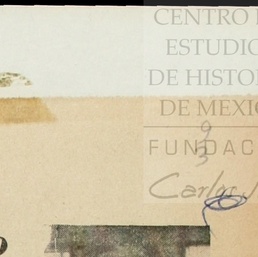 CENTRO
ESTUDIO
DE HISTOR
DE MEXIC
9
3
FUNDAC
Carlos